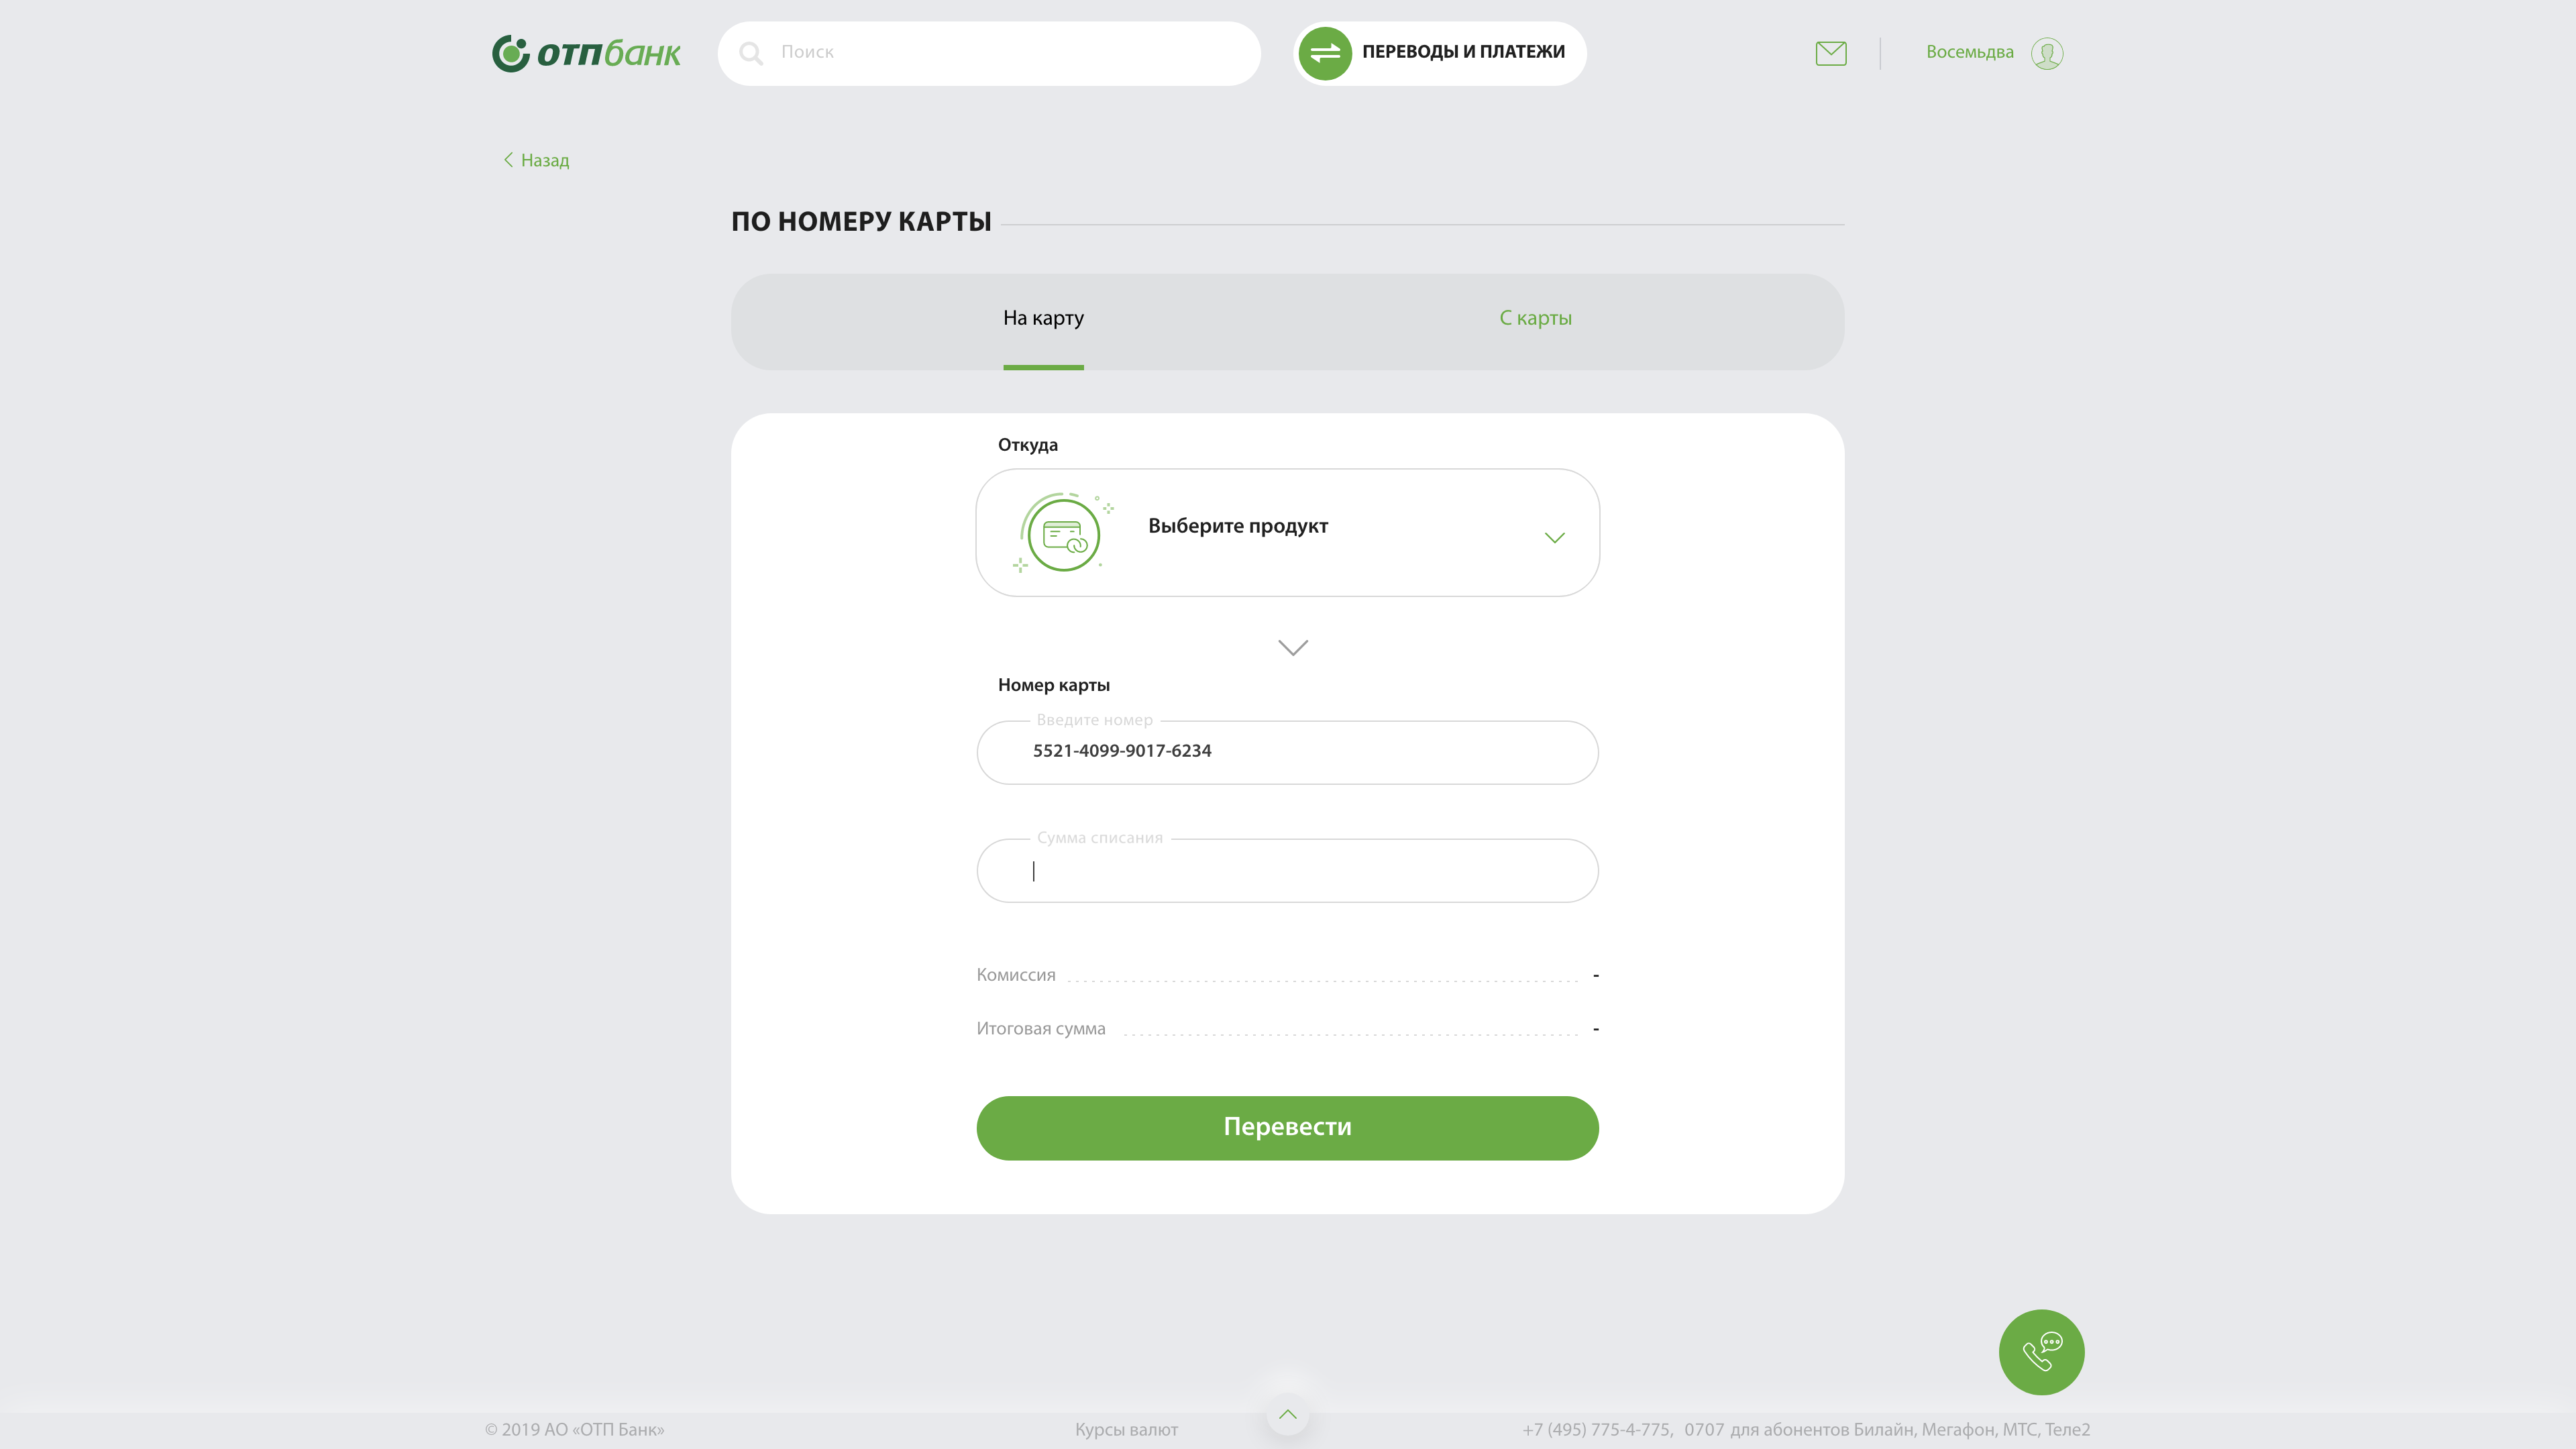 отпбанк
Поиск
ПЕРЕВОДЫ И ПЛАТЕЖИ
Восемьдва
Назад
ПО НОМЕРУ КАРТЫ
На карту
С карты
Откуда
Выберите продукт
Номер карты
Введите номер
5521-4099-9017-6234
Сумма списания
Комиссия -
Итоговая сумма -
Перевести
© 2019 АО «ОТП Банк»
Курсы валют
+7 (495) 775-4-775, 0707 для абонентов Билайн, Мегафон, МТС, Теле2